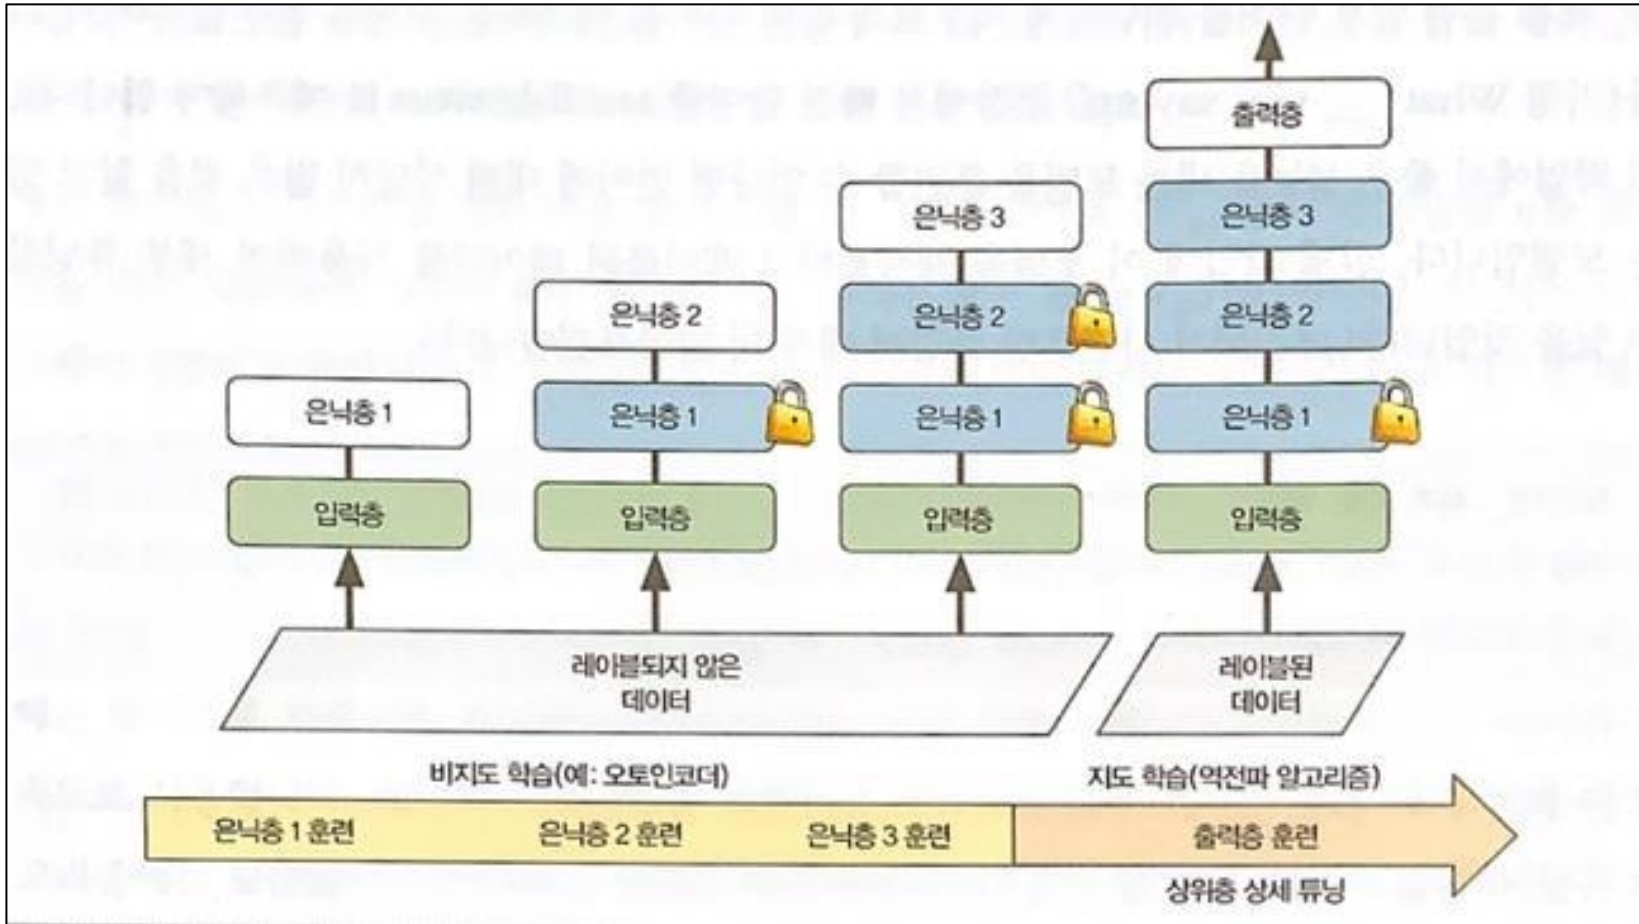 출력층
은닉층 3
은닉층 3
은닉층 2
은닉층 2
은닉층 2
은닉층 1
은닉층 1
은닉층 1
은닉층 1
입력층
입력층
입력층
입력층
레이블되지 않은
데이터
레이블된
데이터
비지도 학습(예: 오토인코더)
지도 학습(역전파 알고리즘)
은닉층 1 훈련
은닉층 2 훈련
은닉층 3 훈련
출력층 훈련
상위층 상세 튜닝